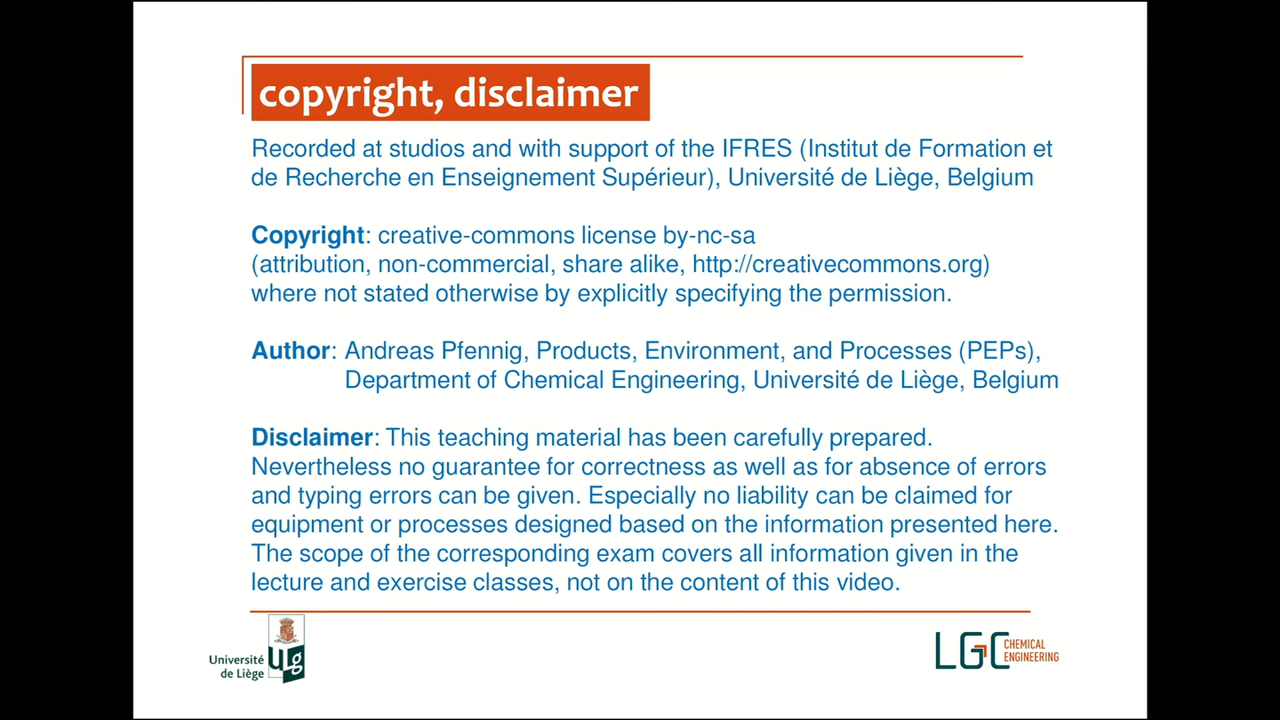 copyright, disclaimer
Recorded at studios and with support of the IFRES (Institut de Formation et
de Recherche en Enseignement Supérieur), Université de Liège, Belgium
Copyright: creative-commons license by-nc-sa
(attribution, non-commercial, share alike, http://creativecommons.org)
where not stated otherwise by explicitly specifying the permission.
Author: Andreas Pfennig, Products, Environment, and Processes (PEPs),
Department of Chemical Engineering, Université de Liège, Belgium
Disclaimer: This teaching material has been carefully prepared.
Nevertheless no guarantee for correctness as well as for absence of errors
and typing errors can be given. Especially no liability can be claimed for
equipment or processes designed based on the information presented here.
The scope of the corresponding exam covers all information given in the
lecture and exercise classes, not on the content of this video.
Université
de Liège
ULg
LGC
CHEMICAL
ENGINEERING